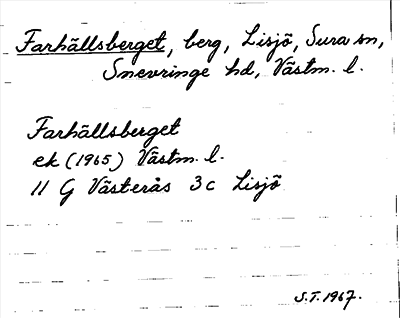 Farhällsberget, berg, Lisjö, Sura sn,
Snevringe hd, Västm. l.
Farhällsberget
ek (1965) Västm. l.
11 G Västerås 3c Lisjö
S.T. 1967.